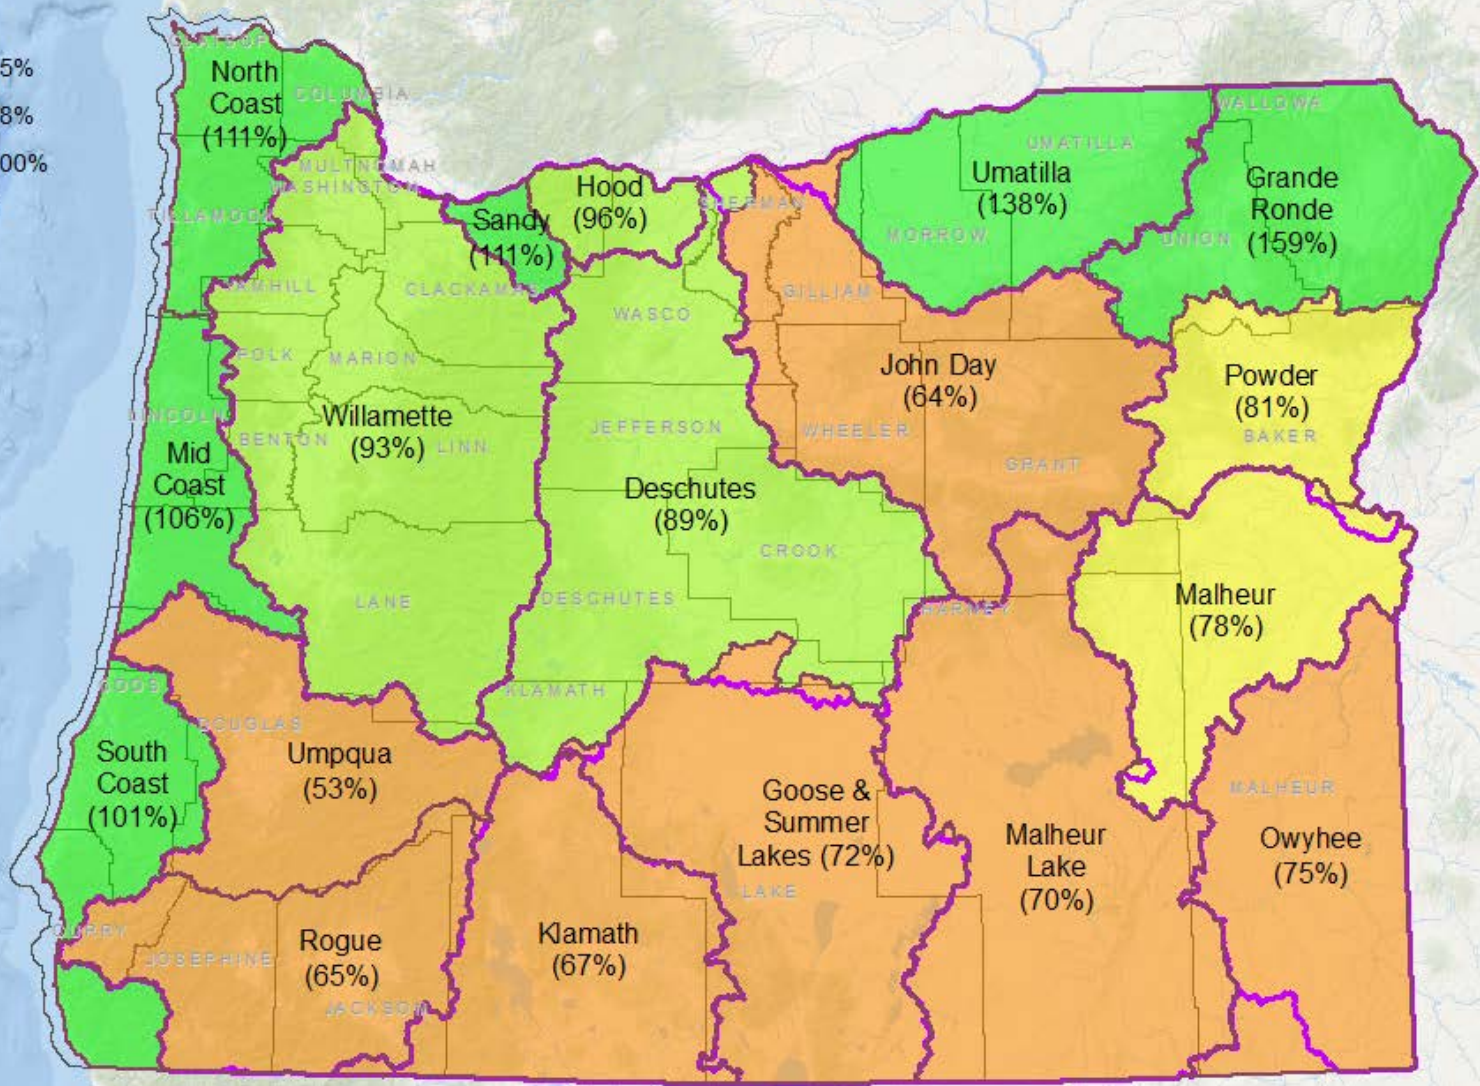 5%
8%
00%
CLATSOP
North
Coast
(111%)
COLUMBIA
MULTNOMAH
WASHINGTON
TILLAMOOK
Sandy
(111%)
Hood
(96%)
SHERMAN
UMATILLA
Umatilla
(138%)
MORROW
WALLOWA
Grande
Ronde
(159%)
UNION
YAMHILL
CLACKAMAS
WASCO
GILLIAM
POLK
MARION
John Day
(64%)
Powder
(81%)
BAKER
LINCOLN
Willamette
(93%)
BENTON
LINN
JEFFERSON
WHEELER
GRANT
Mid
Coast
(106%)
Deschutes
(89%)
CROOK
LANE
DESCHUTES
HARNEY
Malheur
(78%)
COOS
KLAMATH
DOUGLAS
South
Coast
(101%)
Umpqua
(53%)
Goose &
Summer
Lakes (72%)
LAKE
Malheur
Lake
(70%)
MALHEUR
Owyhee
(75%)
CURRY
JOSEPHINE
Rogue
(65%)
JACKSON
Klamath
(67%)